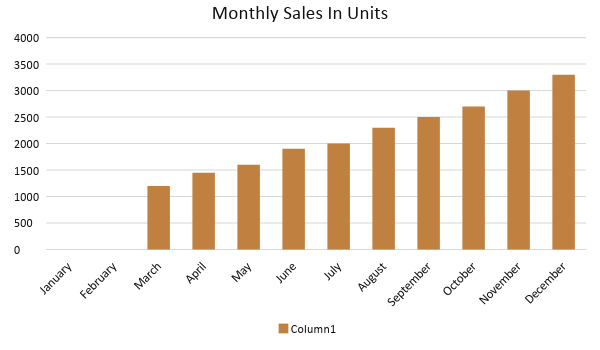 Monthly Sales In Units
4000
3500
3000
2500
2000
1500
1000
500
0
January
February
March
April
May
June
July
August
September
October
November
December
Column1